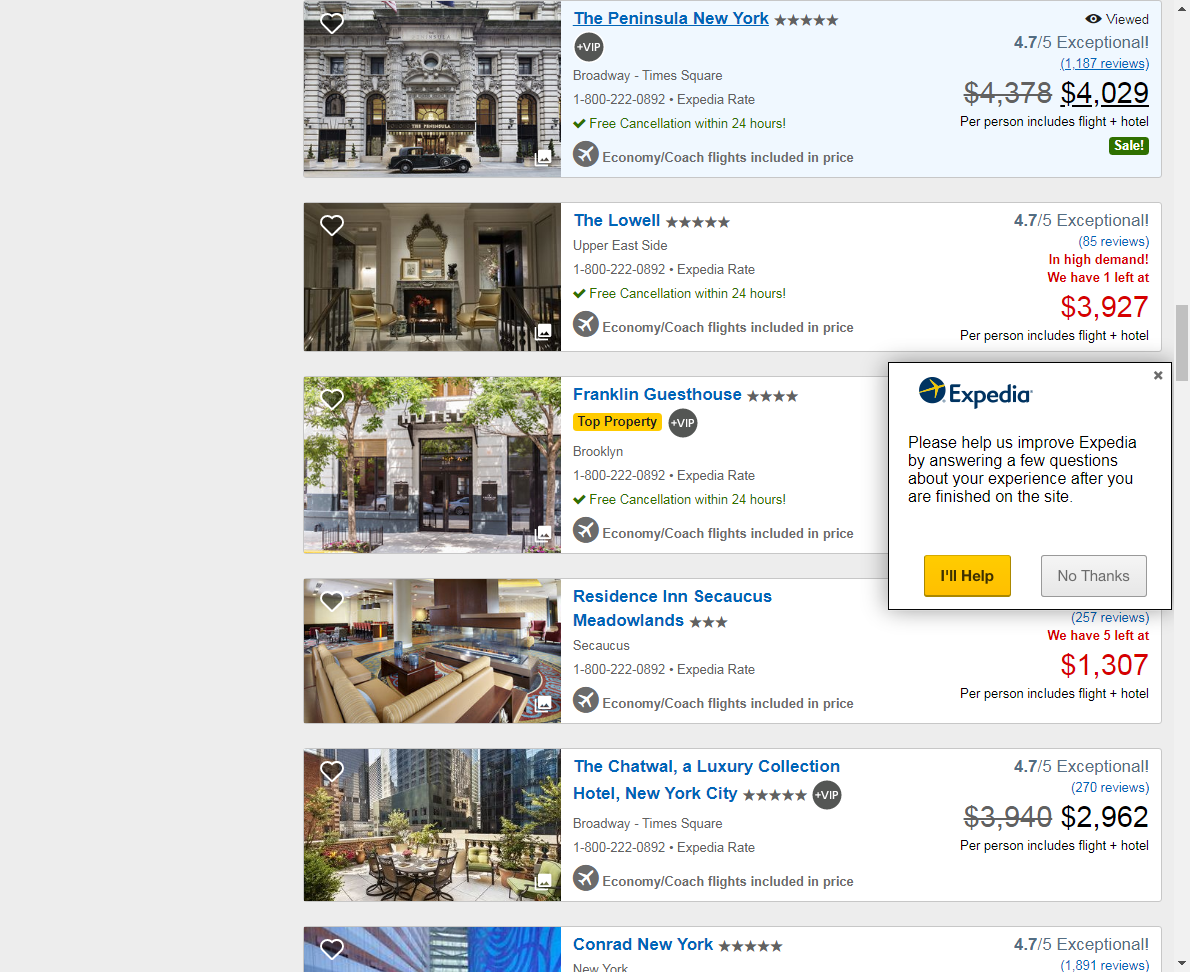 The Peninsula New York
Viewed
+VIP
4.7/5 Exceptional!
(1,187 reviews)
Broadway - Times Square
$4,378 $4,029
1-800-222-0892 • Expedia Rate
Per person includes flight + hotel
Free Cancellation within 24 hours!
Sale!
Economy/Coach flights included in price
THE PENINSULA
The Lowell
4.7/5 Exceptional!
Upper East Side
(85 reviews)
In high demand!
1-800-222-0892 • Expedia Rate
We have 1 left at
Free Cancellation within 24 hours!
$3,927
Economy/Coach flights included in price
Per person includes flight + hotel
HOTEL
Franklin Guesthouse
Top Property
+VIP
Brooklyn
1-800-222-0892 • Expedia Rate
Free Cancellation within 24 hours!
Economy/Coach flights included in price
Expedia
Please help us improve Expedia
by answering a few questions
about your experience after you
are finished on the site.
I'll Help
No Thanks
Residence Inn Secaucus
Meadowlands
(257 reviews)
We have 5 left at
Secaucus
$1,307
1-800-222-0892 • Expedia Rate
Per person includes flight + hotel
Economy/Coach flights included in price
The Chatwal, a Luxury Collection
Hotel, New York City
+VIP
4.7/5 Exceptional!
(270 reviews)
$3,940 $2,962
Broadway - Times Square
1-800-222-0892 • Expedia Rate
Per person includes flight + hotel
Economy/Coach flights included in price
Conrad New York
4.7/5 Exceptional!
(1,891 reviews)
New York